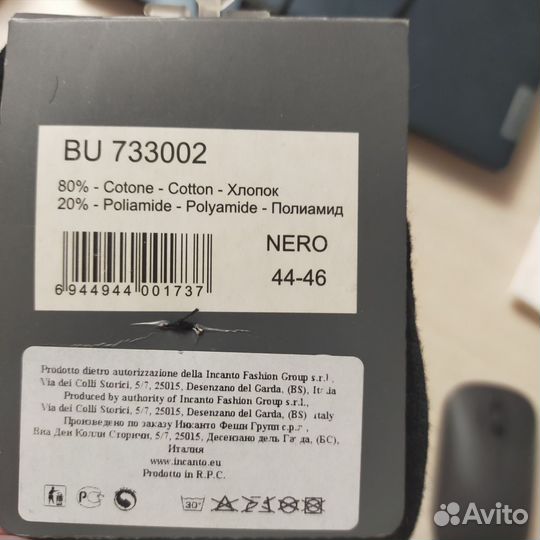 BU 733002
80% - Cotone - Cotton - Хлопок
20% - Poliamide - Polyamide - Полиамид
NERO
44-46
6 944944 001737
Prodotto dietro autorizzazione della Incanto Fashion Group s.r.l.,
Via dei Colli Storici, 5/7, 25015, Desenzano del Garda, (BS), Italia
Produced by authority of Incanto Fashion Group s.r.l.,
Via dei Colli Storici, 5/7, 25015, Desenzano del Garda, (BS) Italy
Произведено по заказу Инканто Фешн Групп с.р.л.,
Виа Деи Колли Сторичи, 5/7, 25015, Десензано дель Гарда, (БС),
Италия
www.incanto.eu
Prodotto in R.P.C.
30°
Avito